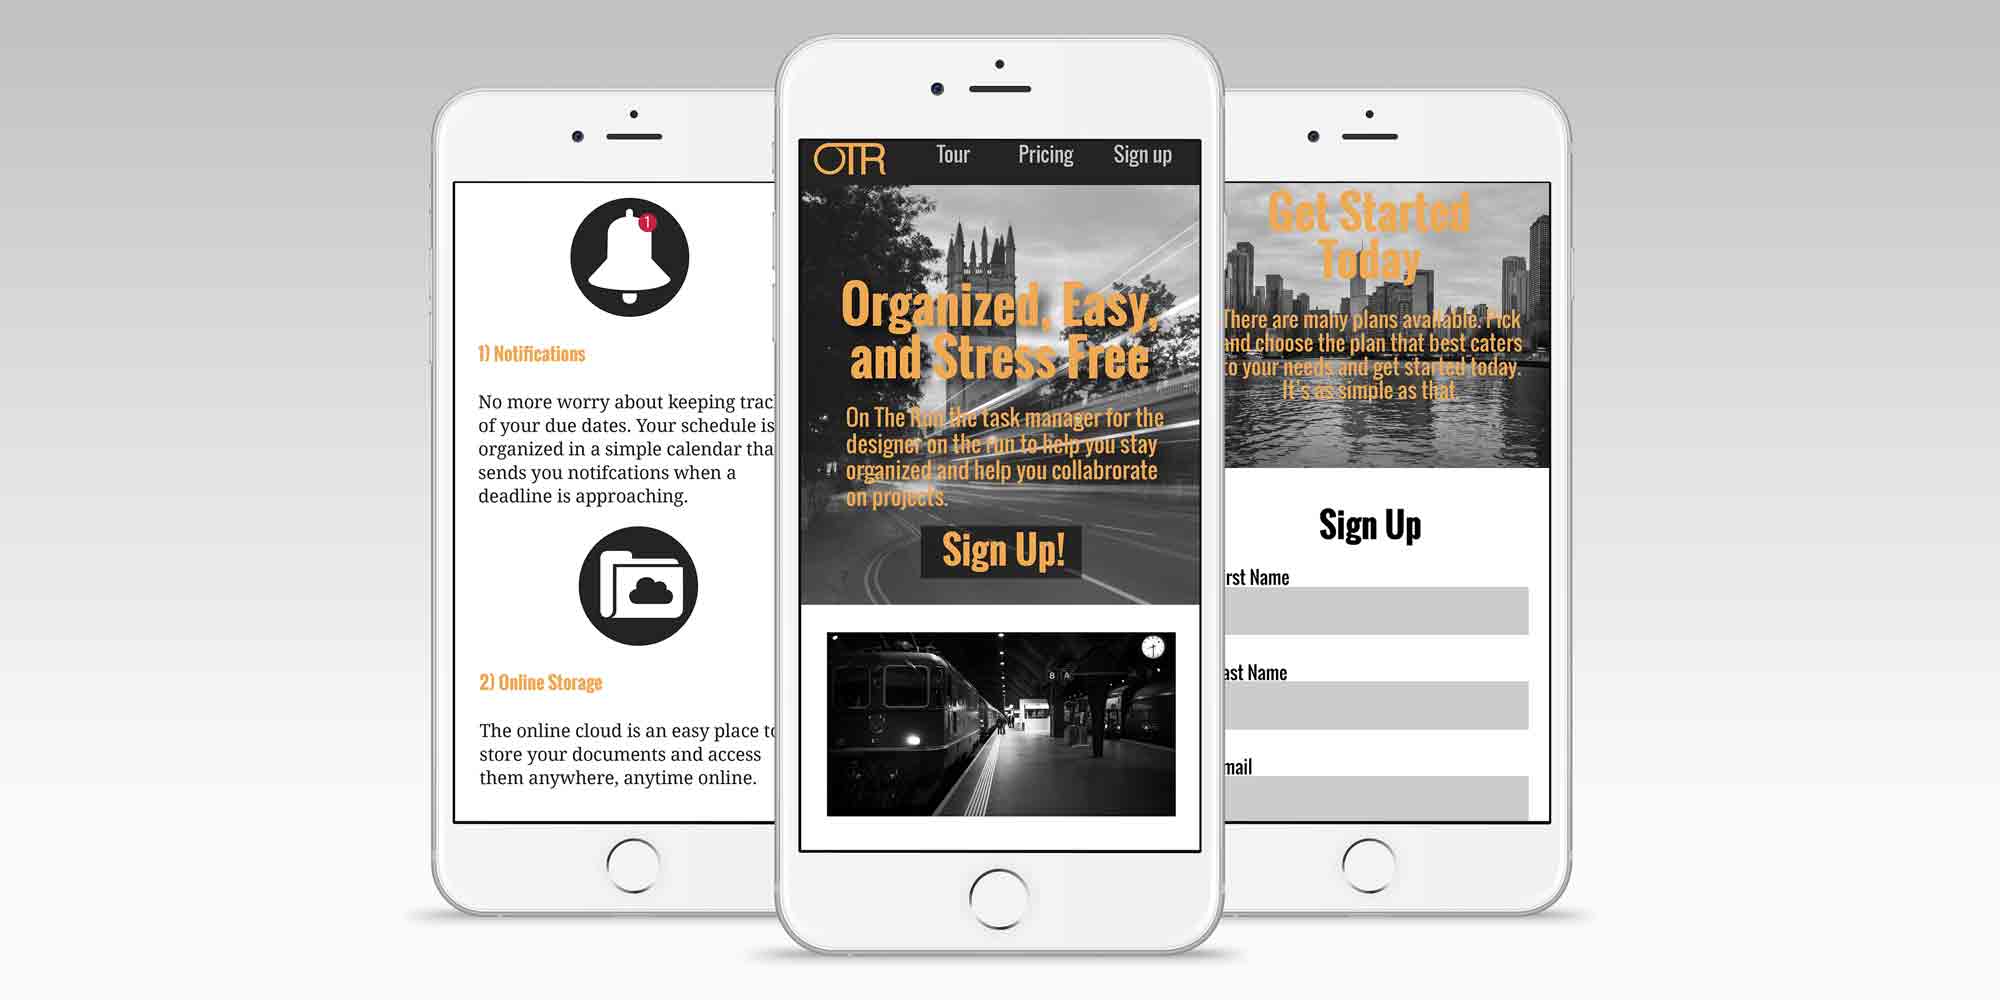 1
1) Notifications
No more worry about keeping trac
of your due dates. Your schedule is
organized in a simple calendar tha
sends you notifcations when a
deadline is approaching.
2) Online Storage
The online cloud is an easy place to
store your documents and access
them anywhere, anytime online.
OTR Tour Pricing Sign up
Organized, Easy,
and Stress Free
On The Run the task manager for the
designer on the run to help you stay
organized and help you collabrorate
on projects.
Sign Up!
8 A
Get Started
Today
There are many plans available. Pick
and choose the plan that best caters
to your needs and get started today.
It's as simple as that.
Sign Up
rst Name
ast Name
mail